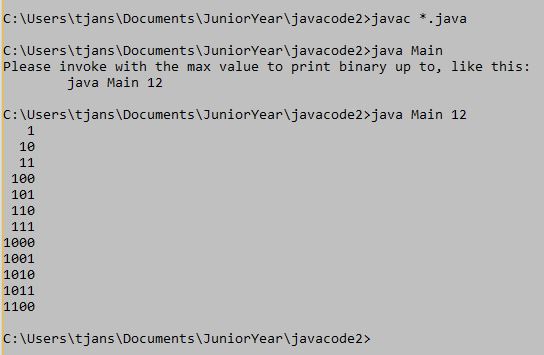 C:\Users\tjans\Documents\JuniorYear\javacode2>javac *.java
C:\Users\tjans\Documents\JuniorYear\javacode2>java Main
Please invoke with the max value to print binary up to, like this:
        java Main 12
C:\Users\tjans\Documents\JuniorYear\javacode2>java Main 12
   1
  10
  11
 100
 101
 110
 111
1000
1001
1010
1011
1100
C:\Users\tjans\Documents\JuniorYear\javacode2>